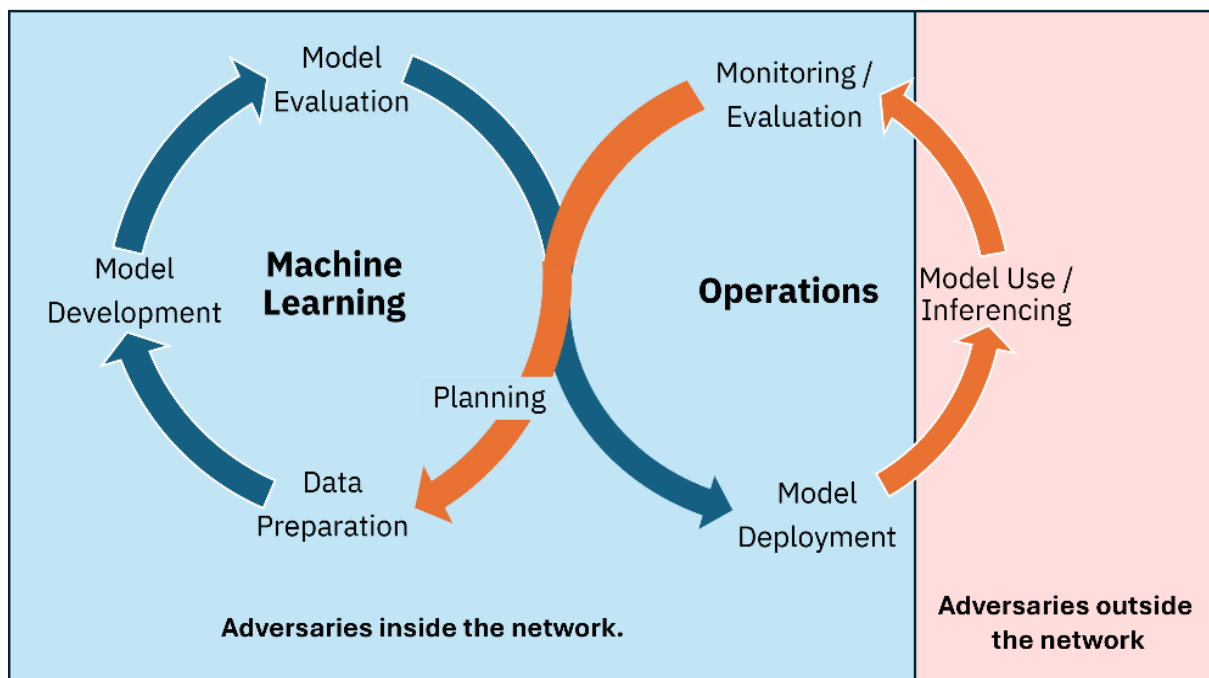 Model
Evaluation
Monitoring /
Evaluation
Model
Development
Machine
Learning
Operations
Model Use /
Inferencing
Planning
Data
Preparation
Model
Deployment
Adversaries inside the network.
Adversaries outside
the network